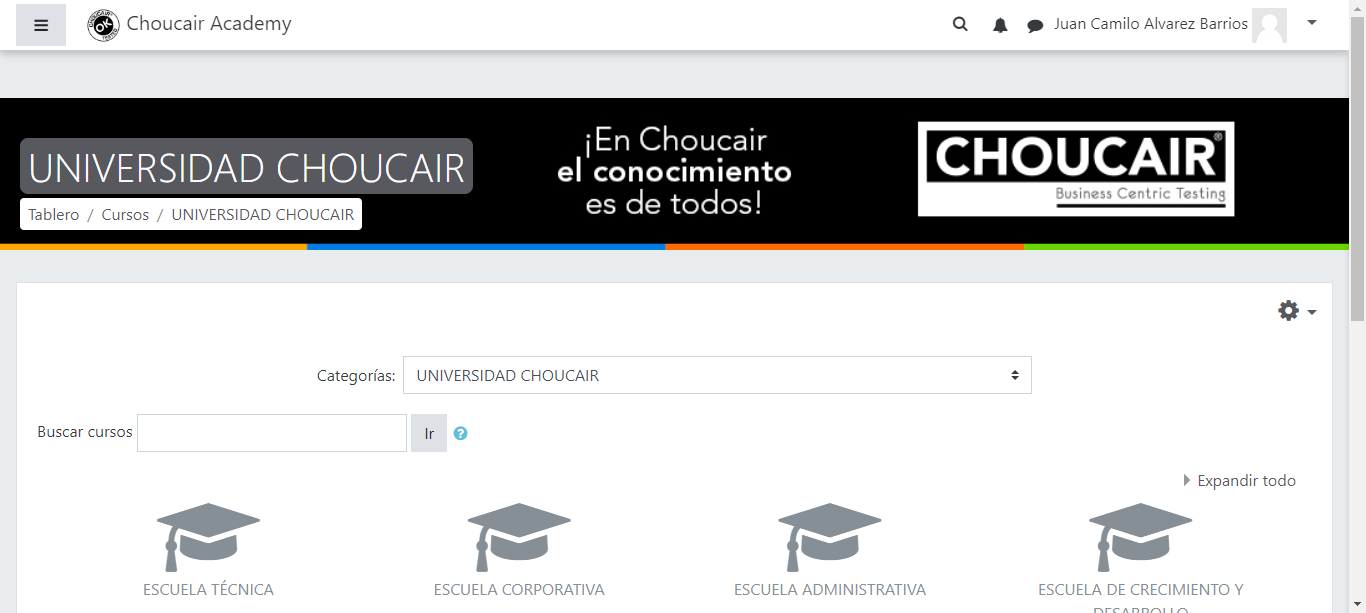 Choucair Academy
Juan Camilo Alvarez Barrios
UNIVERSIDAD CHOUCAIR
Tablero / Cursos / UNIVERSIDAD CHOUCAIR
¡En Choucair
el conocimiento
es de todos!
CHOUCAIR®
Business Centric Testing
Categorías: UNIVERSIDAD CHOUCAIR
Buscar cursos Ir
Expandir todo
ESCUELA TÉCNICA
ESCUELA CORPORATIVA
ESCUELA ADMINISTRATIVA
ESCUELA DE CRECIMIENTO Y
DESARROLLO